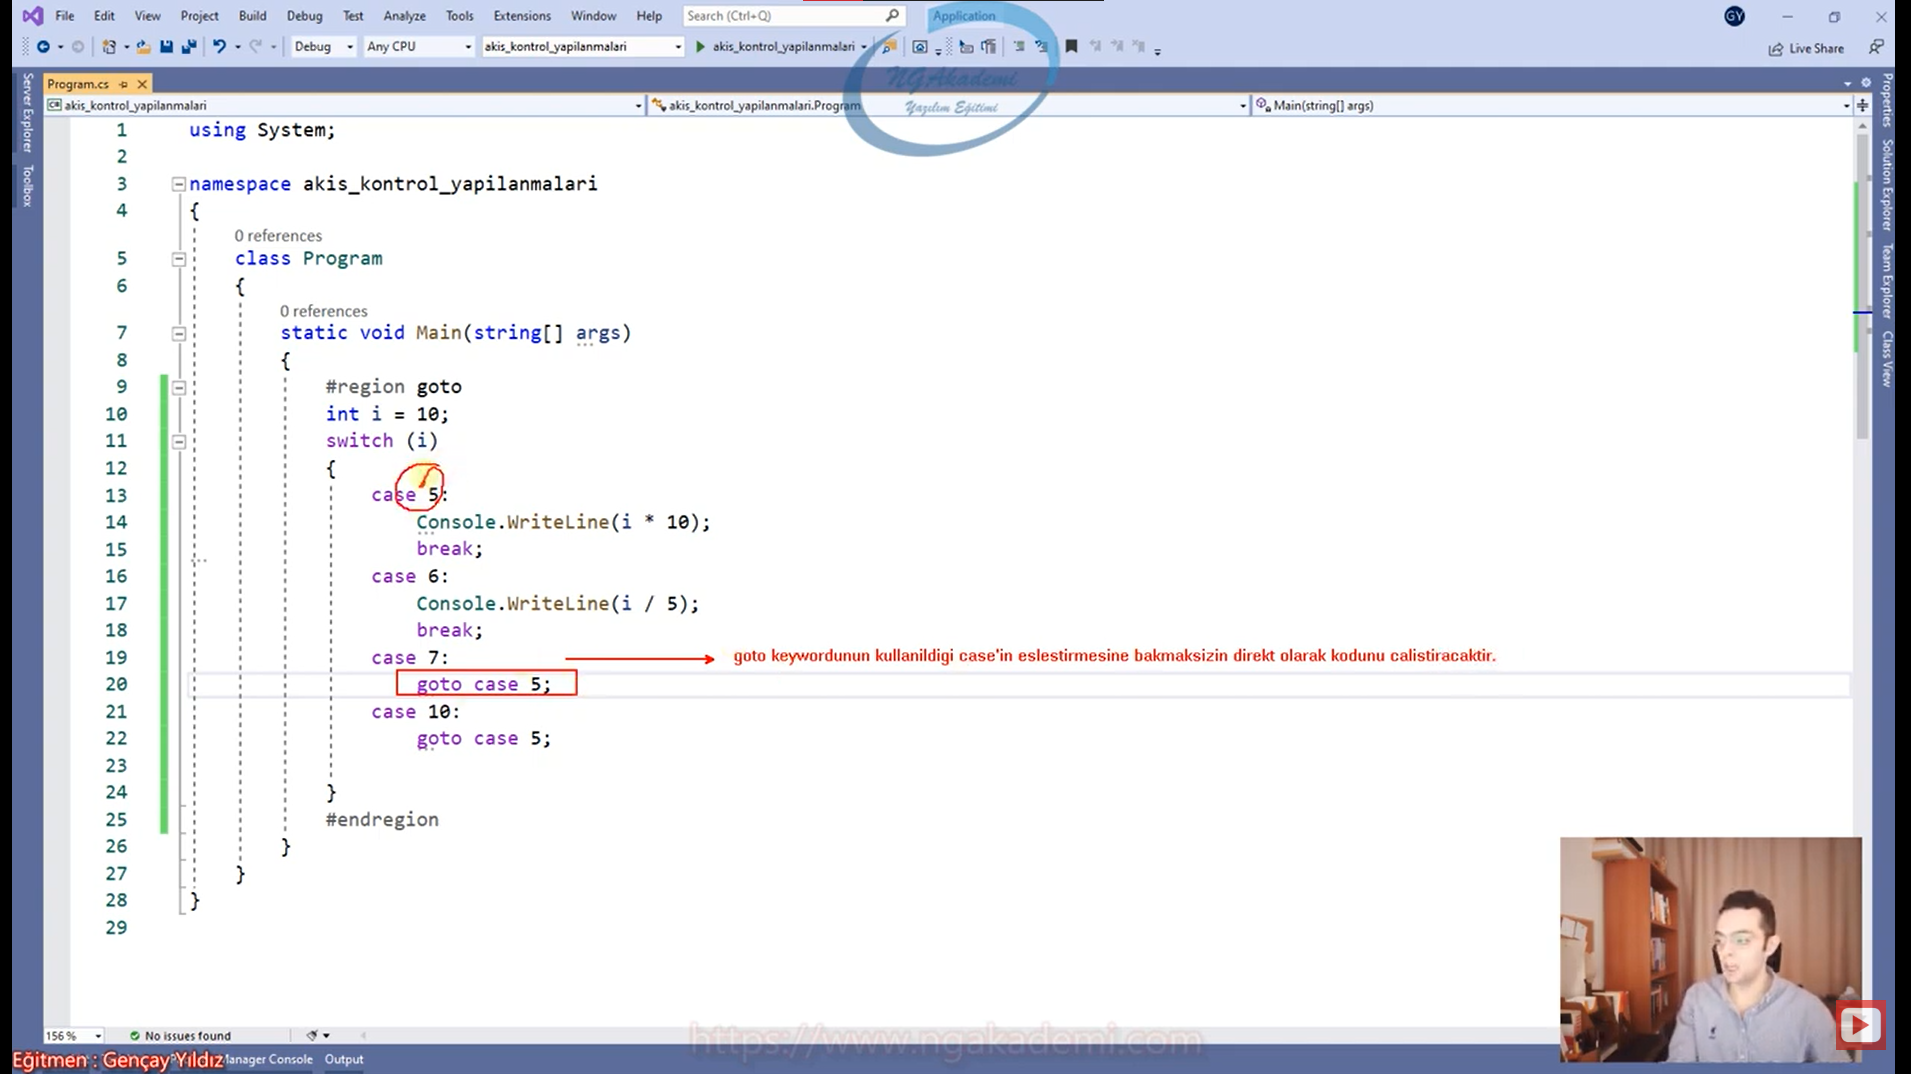 File Edit View Project Build Debug Test Analyze Tools Extensions Window Help Search (Ctrl+Q) Application GY
Debug Any CPU akis_kontrol_yapilanmalari akis_kontrol_yapilanmalari Live Share
NGAkademi
Yazılım Eğitimi
Server Explorer
Toolbox
Program.cs
akis_kontrol_yapilanmalari akis_kontrol_yapilanmalari.Program Main(string[] args)
Properties
Solution Explorer
Team Explorer
Class View
1 using System;
2
3 namespace akis_kontrol_yapilanmalari
4 {
0 references
5 class Program
6 {
0 references
7 static void Main(string[] args)
8 {
9 #region goto
10 int i = 10;
11 switch (i)
12 {
13 case 5:
14 Console.WriteLine(i * 10);
15 break;
16 case 6:
17 Console.WriteLine(i / 5);
18 break;
19 case 7: goto keywordunun kullanildigi case'in eslestirmesine bakmaksizin direkt olarak kodunu calistiracaktir.
20 goto case 5;
21 case 10:
22 goto case 5;
23
24 }
25 #endregion
26 }
27 }
28 }
29
156 % No issues found
https://www.ngakademi.com
Eğitmen : Gençay Yıldız anager Console Output